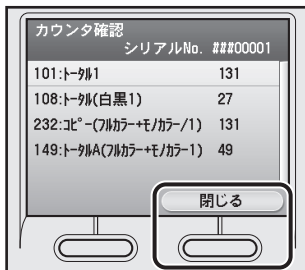 カウンタ確認
シリアルNo. ###00001
101:ﾄｰﾀﾙ1 131
108:ﾄｰﾀﾙ(白黒1) 27
232:ｺﾋﾟｰ(ﾌﾙｶﾗｰ+ﾓﾉｶﾗｰ/1) 131
149:ﾄｰﾀﾙA(ﾌﾙｶﾗｰ+ﾓﾉｶﾗｰ1) 49
閉じる